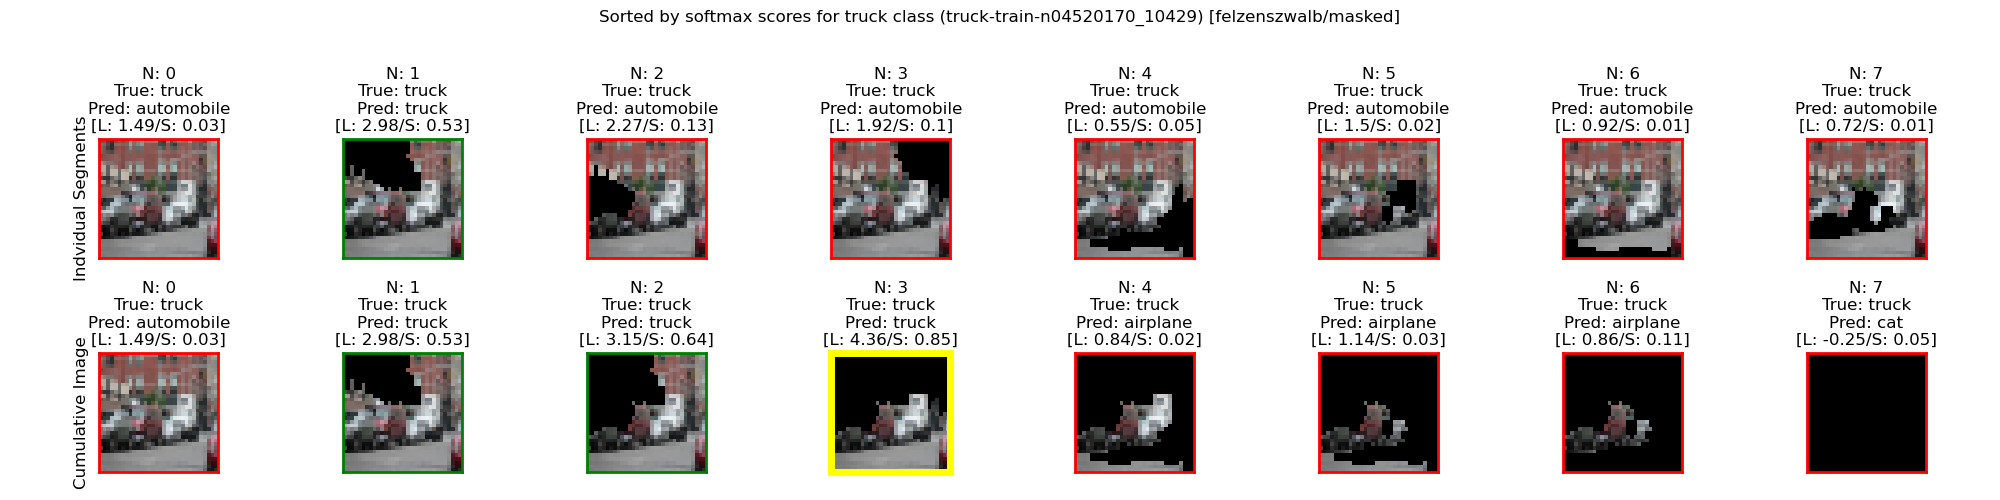 Sorted by softmax scores for truck class (truck-train-n04520170_10429) [felzenszwalb/masked]
Indvidual Segments
N: 0
True: truck
Pred: automobile
[L: 1.49/S: 0.03]
N: 1
True: truck
Pred: truck
[L: 2.98/S: 0.53]
N: 2
True: truck
Pred: automobile
[L: 2.27/S: 0.13]
N: 3
True: truck
Pred: automobile
[L: 1.92/S: 0.1]
N: 4
True: truck
Pred: automobile
[L: 0.55/S: 0.05]
N: 5
True: truck
Pred: automobile
[L: 1.5/S: 0.02]
N: 6
True: truck
Pred: automobile
[L: 0.92/S: 0.01]
N: 7
True: truck
Pred: automobile
[L: 0.72/S: 0.01]
Cumulative Image
N: 0
True: truck
Pred: automobile
[L: 1.49/S: 0.03]
N: 1
True: truck
Pred: truck
[L: 2.98/S: 0.53]
N: 2
True: truck
Pred: truck
[L: 3.15/S: 0.64]
N: 3
True: truck
Pred: truck
[L: 4.36/S: 0.85]
N: 4
True: truck
Pred: airplane
[L: 0.84/S: 0.02]
N: 5
True: truck
Pred: airplane
[L: 1.14/S: 0.03]
N: 6
True: truck
Pred: airplane
[L: 0.86/S: 0.11]
N: 7
True: truck
Pred: cat
[L: -0.25/S: 0.05]